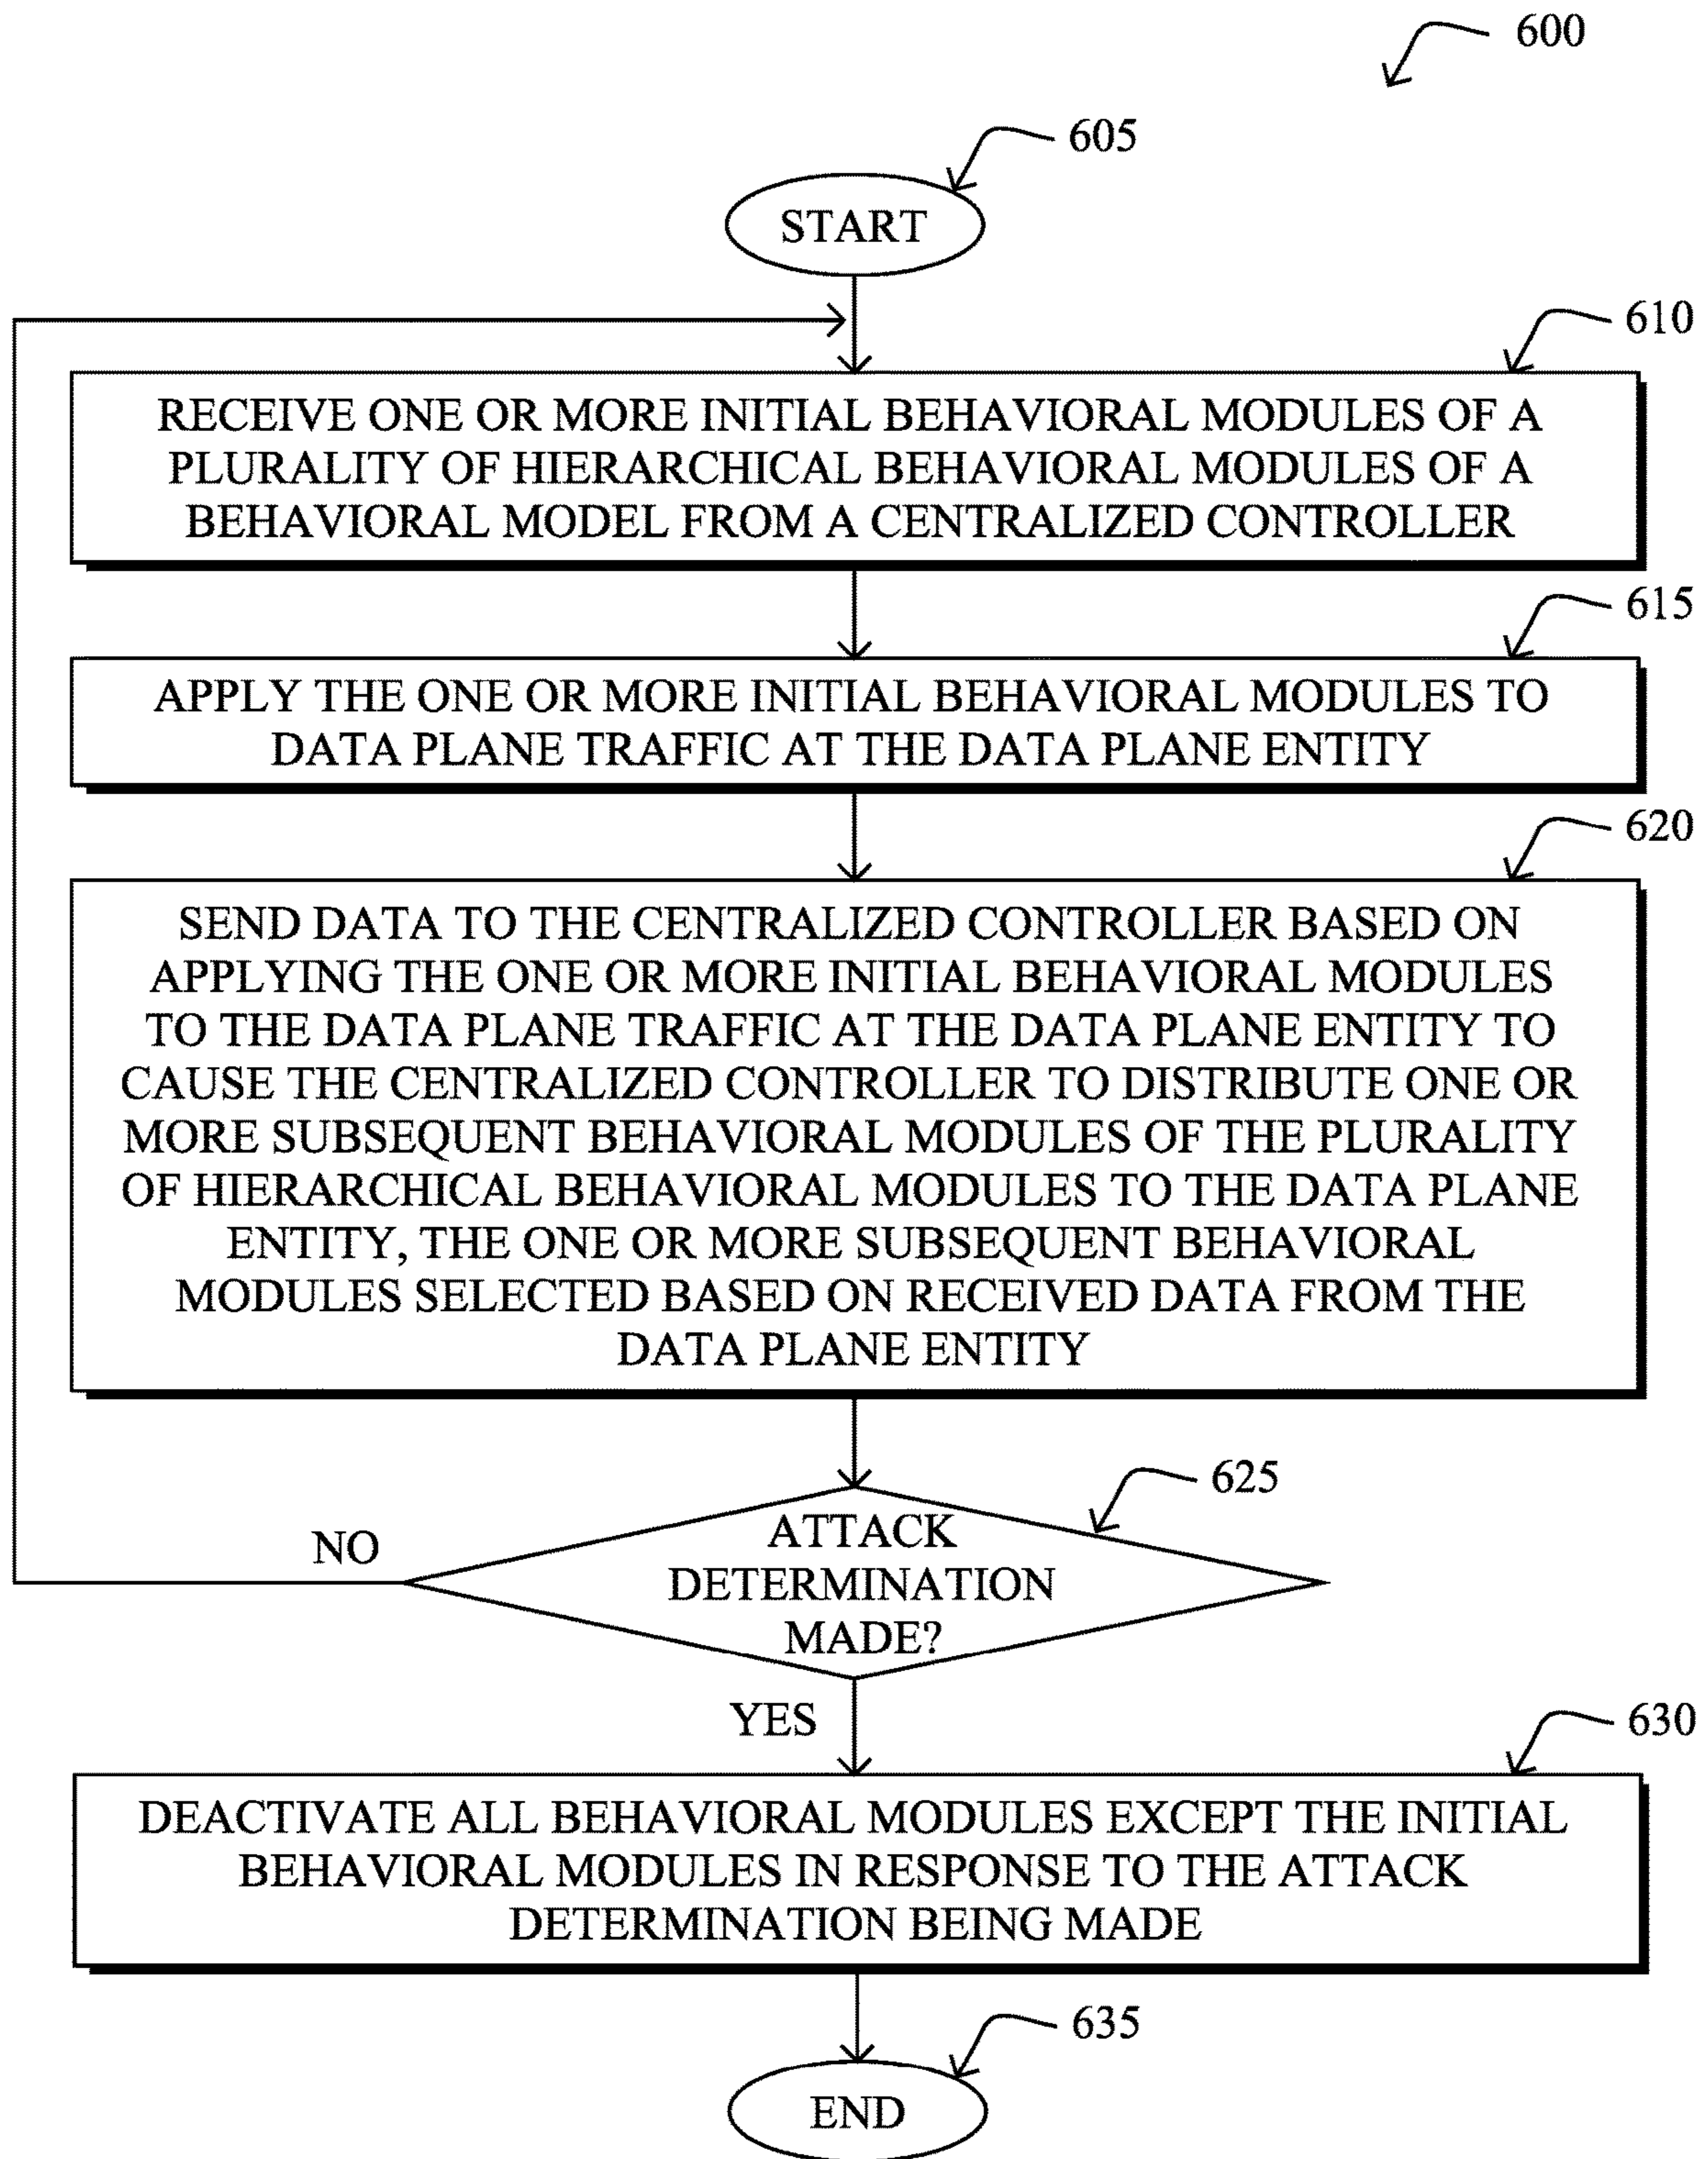 600
605
START
610
RECEIVE ONE OR MORE INITIAL BEHAVIORAL MODULES OF A
PLURALITY OF HIERARCHICAL BEHAVIORAL MODULES OF A
BEHAVIORAL MODEL FROM A CENTRALIZED CONTROLLER
615
APPLY THE ONE OR MORE INITIAL BEHAVIORAL MODULES TO
DATA PLANE TRAFFIC AT THE DATA PLANE ENTITY
620
SEND DATA TO THE CENTRALIZED CONTROLLER BASED ON
APPLYING THE ONE OR MORE INITIAL BEHAVIORAL MODULES
TO THE DATA PLANE TRAFFIC AT THE DATA PLANE ENTITY TO
CAUSE THE CENTRALIZED CONTROLLER TO DISTRIBUTE ONE OR
MORE SUBSEQUENT BEHAVIORAL MODULES OF THE PLURALITY
OF HIERARCHICAL BEHAVIORAL MODULES TO THE DATA PLANE
ENTITY, THE ONE OR MORE SUBSEQUENT BEHAVIORAL
MODULES SELECTED BASED ON RECEIVED DATA FROM THE
DATA PLANE ENTITY
625
NO
ATTACK
DETERMINATION
MADE?
YES
630
DEACTIVATE ALL BEHAVIORAL MODULES EXCEPT THE INITIAL
BEHAVIORAL MODULES IN RESPONSE TO THE ATTACK
DETERMINATION BEING MADE
635
END